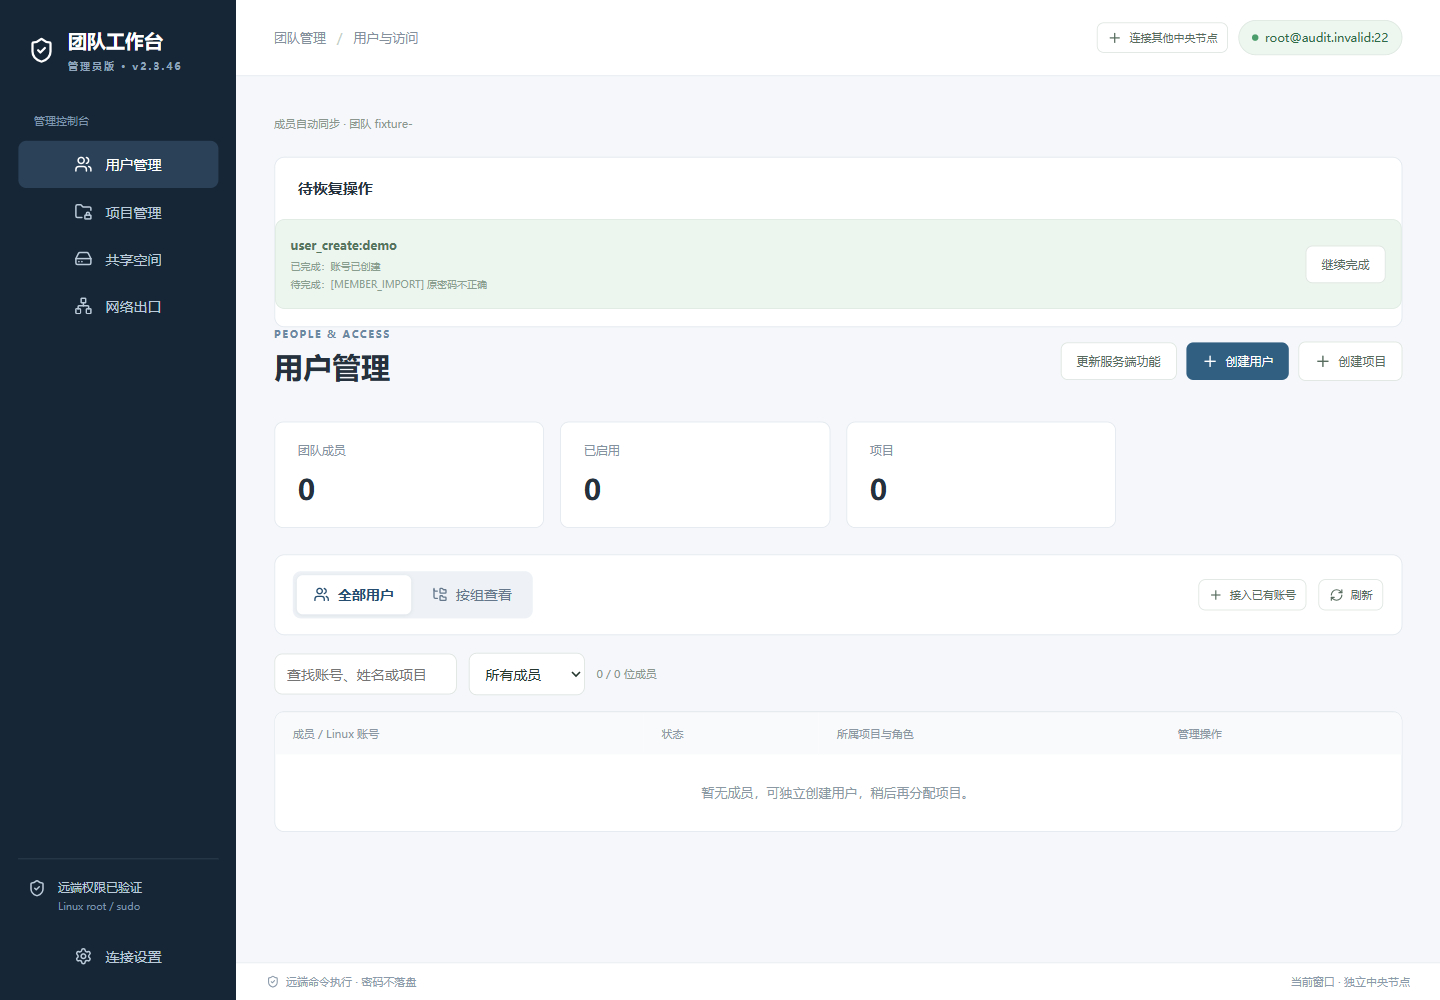 团队工作台
管理员版 • v2.3.46
管理控制台
用户管理
项目管理
共享空间
网络出口
远端权限已验证
Linux root / sudo
连接设置
团队管理 / 用户与访问
连接其他中央节点
root@audit.invalid:22
成员自动同步 · 团队 fixture-
待恢复操作
user_create:demo
已完成：账号已创建
待完成：[MEMBER_IMPORT] 原密码不正确
继续完成
PEOPLE & ACCESS
用户管理
更新服务端功能
创建用户
创建项目
团队成员
0
已启用
0
项目
0
全部用户
按组查看
接入已有账号
刷新
查找账号、姓名或项目
所有成员
0 / 0 位成员
成员 / Linux 账号 状态 所属项目与角色 管理操作
暂无成员，可独立创建用户，稍后再分配项目。
远端命令执行 · 密码不落盘
当前窗口 · 独立中央节点